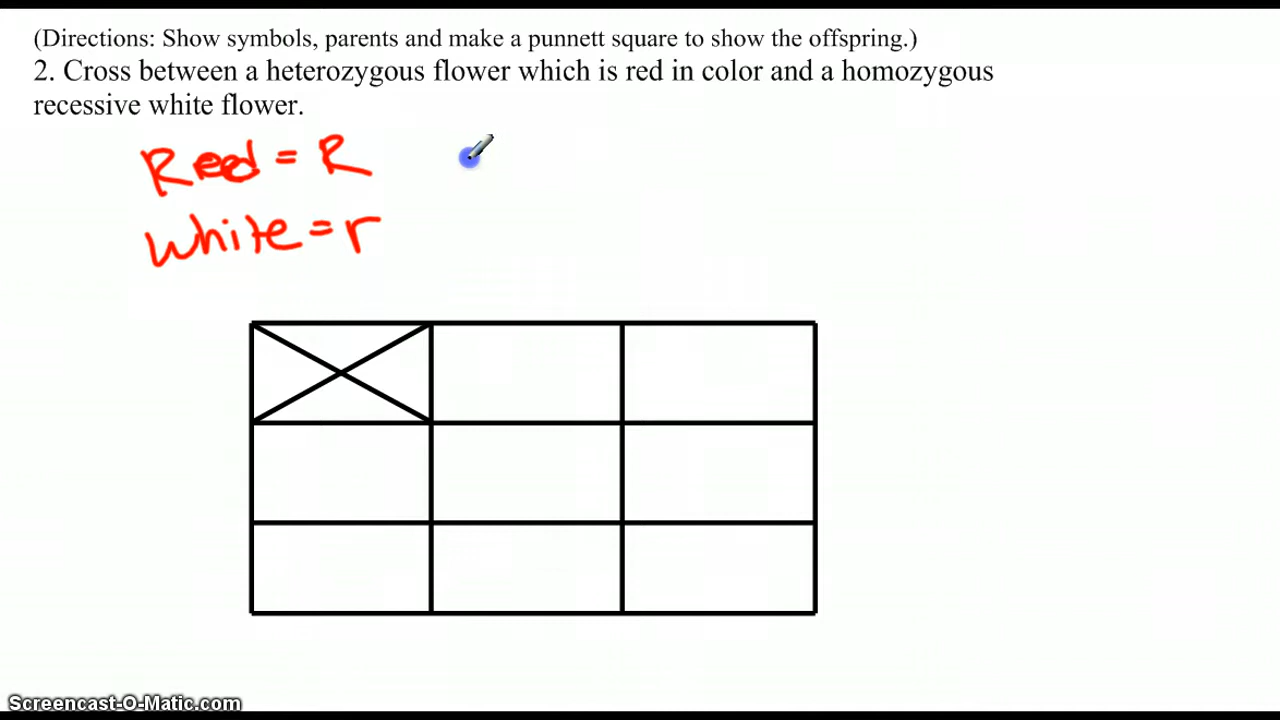 (Directions: Show symbols, parents and make a punnett square to show the offspring.)
2. Cross between a heterozygous flower which is red in color and a homozygous
recessive white flower.
Red = R
White = r
Screencast-O-Matic.com